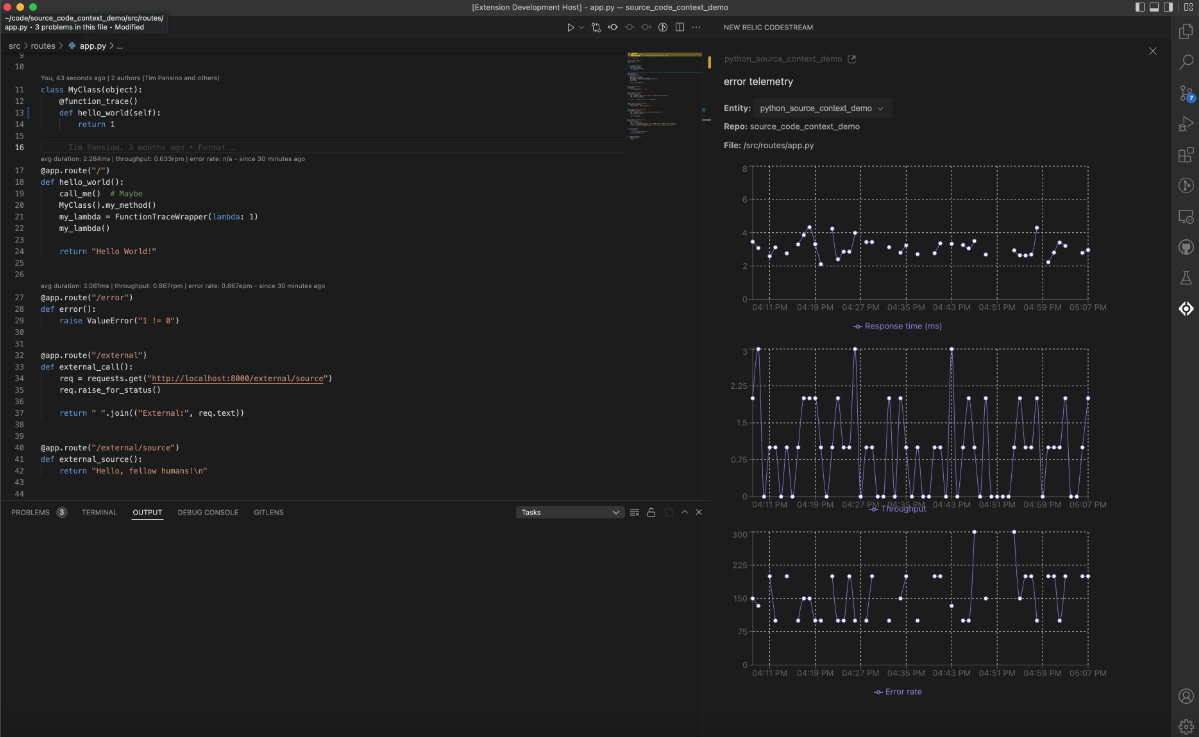 [Extension Development Host] - app.py — source_code_context_demo
~/code/source_code_context_demo/src/routes/
app.py • 3 problems in this file • Modified
src > routes > app.py > ...
9
10
You, 43 seconds ago | 2 authors (Tim Pansino and others)
11 class MyClass(object):
12 @function_trace()
13 def hello_world(self):
14 return 1
15
16 Tim Pansino, 3 months ago • Format …
avg duration: 2.284ms | throughput: 0.633rpm | error rate: n/a - since 30 minutes ago
17 @app.route("/")
18 def hello_world():
19 call_me() # Maybe
20 MyClass().my_method()
21 my_lambda = FunctionTraceWrapper(lambda: 1)
22 my_lambda()
23
24 return "Hello World!"
25
26
avg duration: 3.081ms | throughput: 0.867rpm | error rate: 0.867epm - since 30 minutes ago
27 @app.route("/error")
28 def error():
29 raise ValueError("1 != 0")
30
31
32 @app.route("/external")
33 def external_call():
34 req = requests.get("http://localhost:8000/external/source")
35 req.raise_for_status()
36
37 return " ".join(("External:", req.text))
38
39
40 @app.route("/external/source")
41 def external_source():
42 return "Hello, fellow humans!\n"
43
44
PROBLEMS 3 TERMINAL OUTPUT DEBUG CONSOLE GITLENS
Tasks
NEW RELIC CODESTREAM
python_source_context_demo
error telemetry
Entity: python_source_context_demo
Repo: source_code_context_demo
File: /src/routes/app.py
8
6
4
2
0
04:11 PM 04:19 PM 04:27 PM 04:35 PM 04:43 PM 04:51 PM 04:59 PM 05:07 PM
Response time (ms)
3
2.25
1.5
0.75
0
04:11 PM 04:19 PM 04:27 PM 04:35 PM 04:43 PM 04:51 PM 04:59 PM 05:07 PM
Throughput
300
225
150
75
0
04:11 PM 04:19 PM 04:27 PM 04:35 PM 04:43 PM 04:51 PM 04:59 PM 05:07 PM
Error rate
7